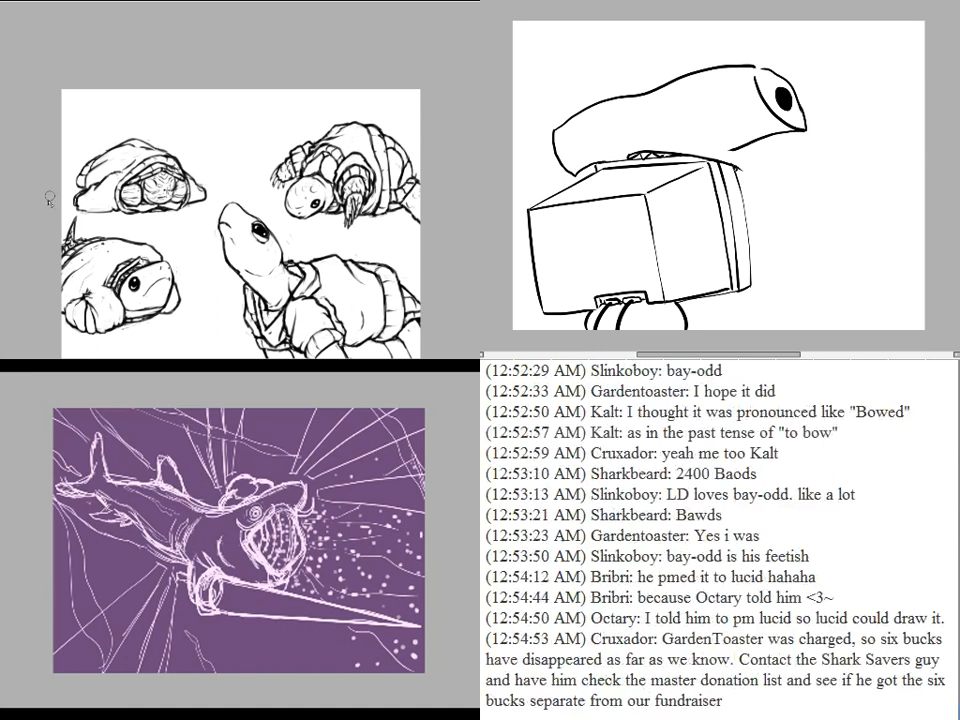 (12:52:29 AM) Slinkoboy: bay-odd
(12:52:33 AM) Gardentoaster: I hope it did
(12:52:50 AM) Kalt: I thought it was pronounced like "Bowed"
(12:52:57 AM) Kalt: as in the past tense of "to bow"
(12:52:59 AM) Cruxador: yeah me too Kalt
(12:53:10 AM) Sharkbeard: 2400 Baods
(12:53:13 AM) Slinkoboy: LD loves bay-odd. like a lot
(12:53:21 AM) Sharkbeard: Bawds
(12:53:23 AM) Gardentoaster: Yes i was
(12:53:50 AM) Slinkoboy: bay-odd is his feetish
(12:54:12 AM) Bribri: he pmed it to lucid hahaha
(12:54:44 AM) Bribri: because Octary told him <3~
(12:54:50 AM) Octary: I told him to pm lucid so lucid could draw it.
(12:54:53 AM) Cruxador: GardenToaster was charged, so six bucks
have disappeared as far as we know. Contact the Shark Savers guy
and have him check the master donation list and see if he got the six
bucks separate from our fundraiser